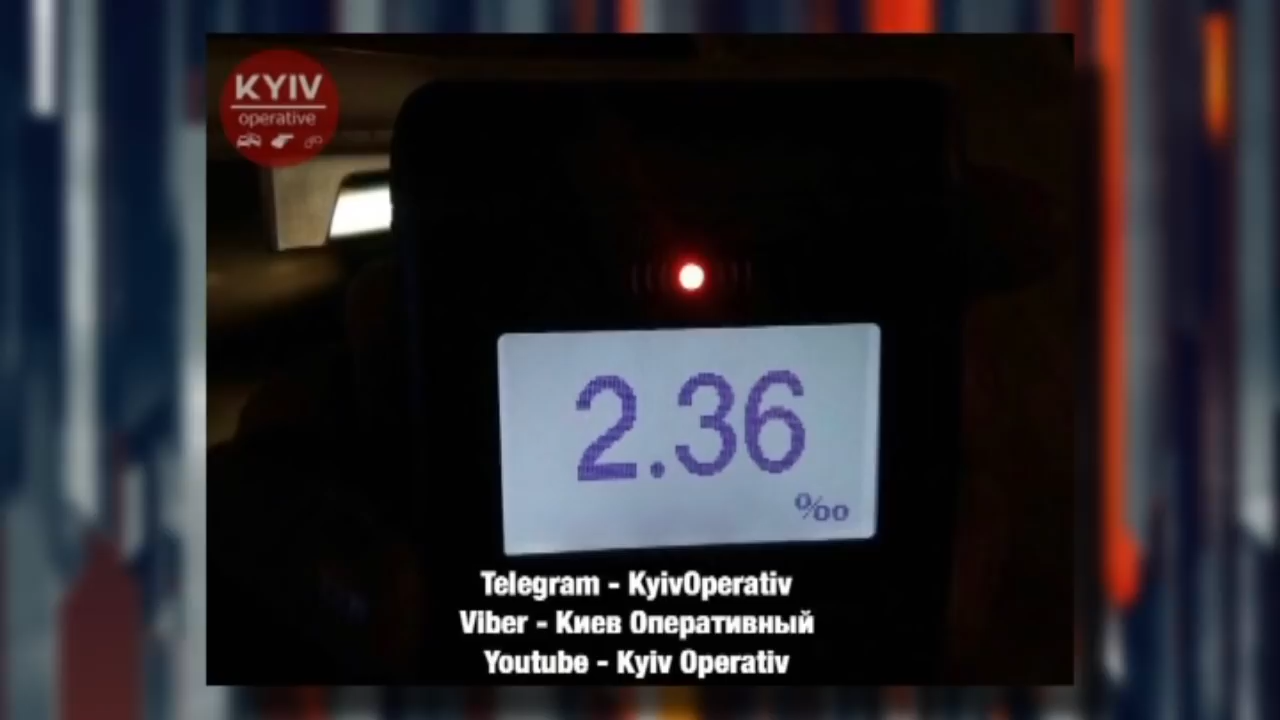 KYIV
operative
2.36
‰
Telegram - KyivOperativ
Viber - Киев Оперативный
Youtube - Kyiv Operativ